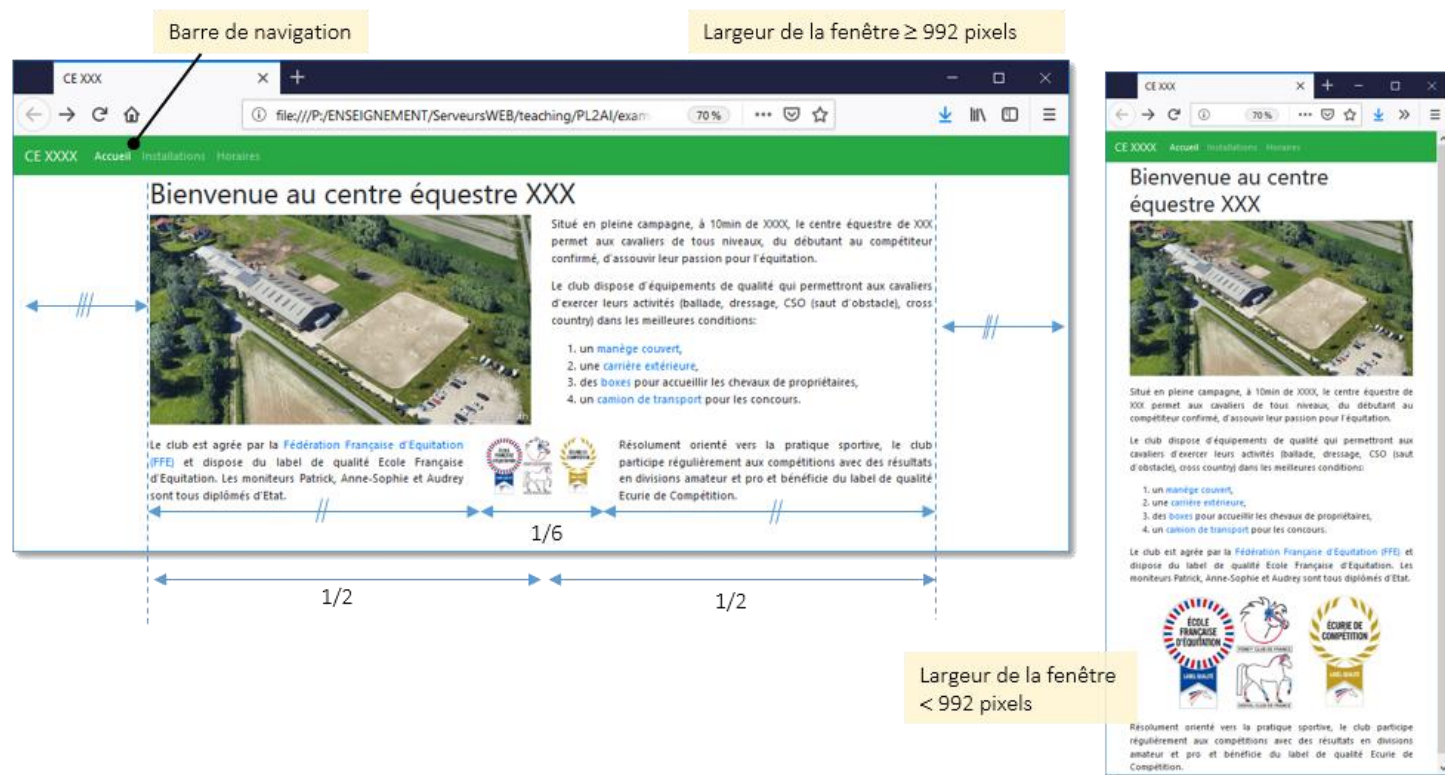 Barre de navigation
Largeur de la fenêtre ≥ 992 pixels
CE XXX
file:///P:/ENSEIGNEMENT/ServeursWEB/teaching/PL2AI/exam
70 %
CE XXXX Accueil Installations Horaires
Bienvenue au centre équestre XXX
Situé en pleine campagne, à 10min de XXXX, le centre équestre de XXX
permet aux cavaliers de tous niveaux, du débutant au compétiteur
confirmé, d'assouvir leur passion pour l'équitation.
Le club dispose d'équipements de qualité qui permettront aux cavaliers
d'exercer leurs activités (ballade, dressage, CSO (saut d'obstacle), cross
country) dans les meilleures conditions:
1. un manège couvert,
2. une carrière extérieure,
3. des boxes pour accueillir les chevaux de propriétaires,
4. un camion de transport pour les concours.
Le club est agrée par la Fédération Française d'Equitation
(FFE) et dispose du label de qualité Ecole Française
d'Equitation. Les moniteurs Patrick, Anne-Sophie et Audrey
sont tous diplômés d'Etat.
Résolument orienté vers la pratique sportive, le club
participe régulièrement aux compétitions avec des résultats
en divisions amateur et pro et bénéficie du label de qualité
Ecurie de Compétition.
1/6
1/2
1/2
Largeur de la fenêtre
< 992 pixels
CE XXX
70 %
CE XXXX Accueil Installations Horaires
Bienvenue au centre
équestre XXX
Situé en pleine campagne, à 10min de XXXX, le centre équestre de
XXX permet aux cavaliers de tous niveaux, du débutant au
compétiteur confirmé, d'assouvir leur passion pour l'équitation.
Le club dispose d'équipements de qualité qui permettront aux
cavaliers d'exercer leurs activités (ballade, dressage, CSO (saut
d'obstacle), cross country) dans les meilleures conditions:
1. un manège couvert,
2. une carrière extérieure,
3. des boxes pour accueillir les chevaux de propriétaires,
4. un camion de transport pour les concours.
Le club est agrée par la Fédération Française d'Equitation (FFE) et
dispose du label de qualité Ecole Française d'Equitation. Les
moniteurs Patrick, Anne-Sophie et Audrey sont tous diplômés d'Etat.
ÉCOLE
FRANÇAISE
D'ÉQUITATION
LABEL QUALITÉ
PONEY CLUB DE FRANCE
CHEVAL CLUB DE FRANCE
ÉCURIE DE
COMPÉTITION
LABEL QUALITÉ
Résolument orienté vers la pratique sportive, le club participe
régulièrement aux compétitions avec des résultats en divisions
amateur et pro et bénéficie du label de qualité Ecurie de
Compétition.